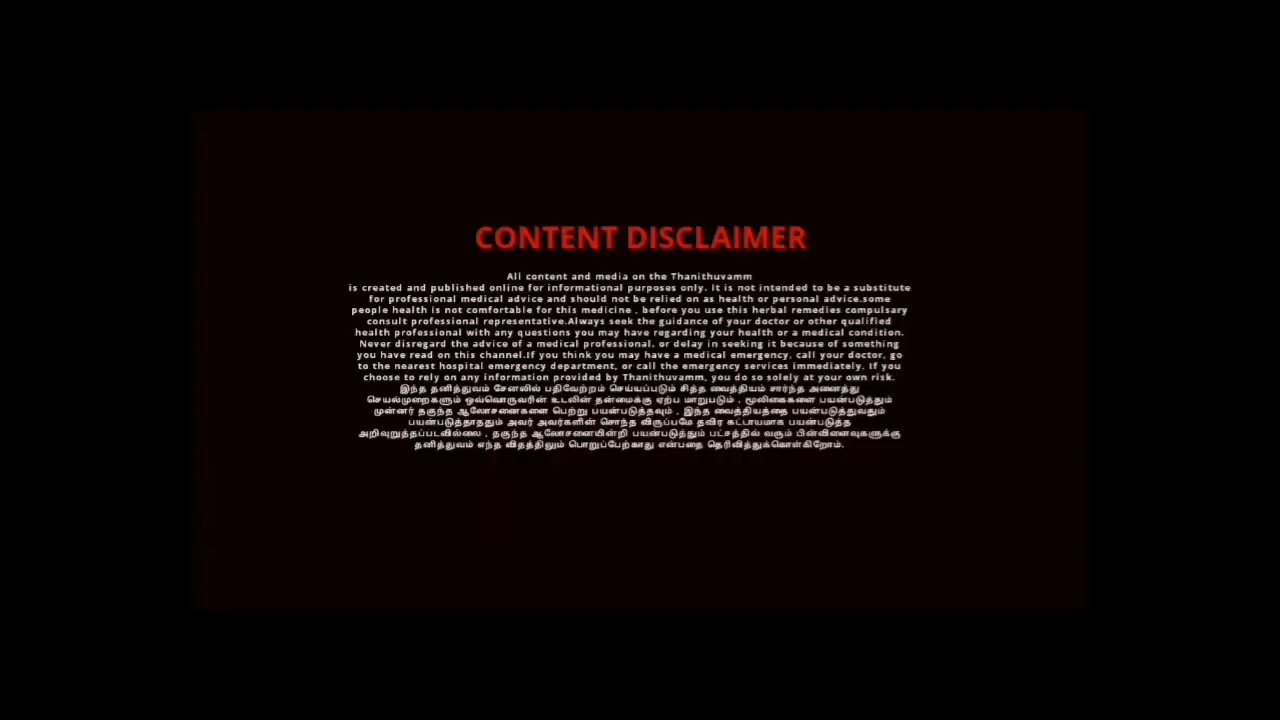 CONTENT DISCLAIMER
All content and media on the Thanithuvamm
is created and published online for informational purposes only. It is not intended to be a substitute
for professional medical advice and should not be relied on as health or personal advice.some
people health is not comfortable for this medicine , before you use this herbal remedies compulsary
consult professional representative.Always seek the guidance of your doctor or other qualified
health professional with any questions you may have regarding your health or a medical condition.
Never disregard the advice of a medical professional, or delay in seeking it because of something
you have read on this channel.If you think you may have a medical emergency, call your doctor, go
to the nearest hospital emergency department, or call the emergency services immediately. If you
choose to rely on any information provided by Thanithuvamm, you do so solely at your own risk.
இந்த தனித்துவம் சேனலில் பதிவேற்றம் செய்யப்படும் சித்த வைத்தியம் சார்ந்த அனைத்து
செயல்முறைகளும் ஒவ்வொருவரின் உடலின் தன்மைக்கு ஏற்ப மாறுபடும் . மூலிகைகளை பயன்படுத்தும்
முன்னர் தகுந்த ஆலோசனைகளை பெற்று பயன்படுத்தவும் . இந்த வைத்தியத்தை பயன்படுத்துவதும்
பயன்படுத்தாததும் அவர் அவர்களின் சொந்த விருப்பமே தவிர கட்டாயமாக பயன்படுத்த
அறிவுறுத்தப்படவில்லை . தகுந்த ஆலோசனையின்றி பயன்படுத்தும் பட்சத்தில் வரும் பின்விளைவுகளுக்கு
தனித்துவம் எந்த விதத்திலும் பொறுப்பேற்காது என்பதை தெரிவித்துக்கொள்கிறோம்.